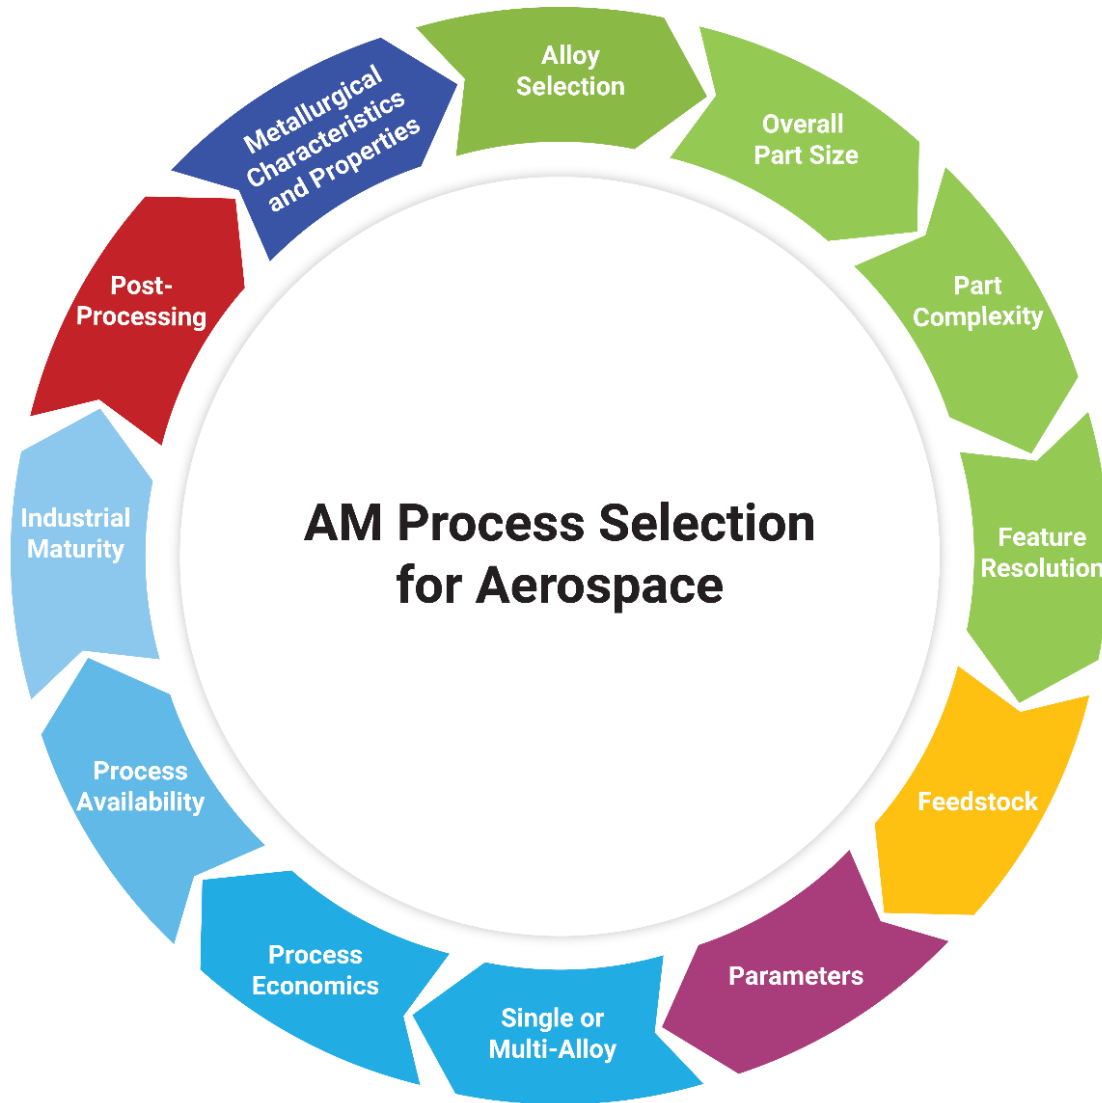 AM Process Selection
for Aerospace
Alloy
Selection
Overall
Part Size
Part
Complexity
Feature
Resolution
Feedstock
Parameters
Single or
Multi-Alloy
Process
Economics
Process
Availability
Industrial
Maturity
Post-
Processing
Metallurgical
Characteristics
and Properties